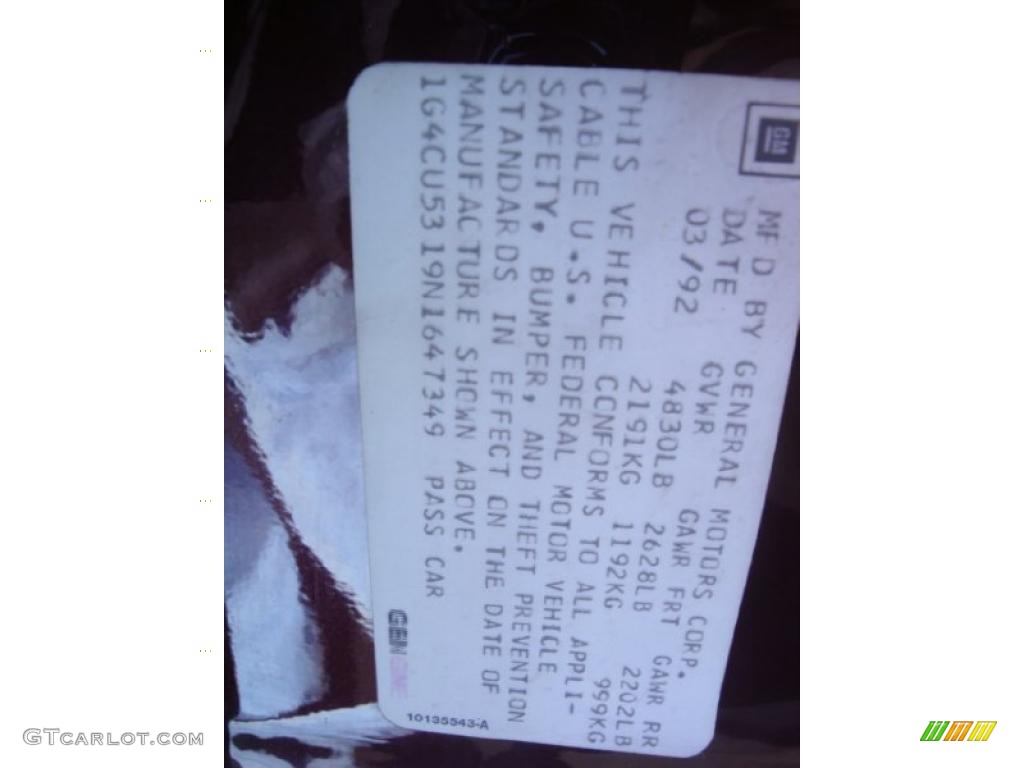 GM
MFD BY GENERAL MOTORS CORP.
DATE GVWR GAWR FRT GAWR RR
03/92 4830LB 2628LB 2202LB
2191KG 1192KG 999KG
THIS VEHICLE CONFORMS TO ALL APPLI-
CABLE U.S. FEDERAL MOTOR VEHICLE
SAFETY, BUMPER, AND THEFT PREVENTION
STANDARDS IN EFFECT ON THE DATE OF
MANUFACTURE SHOWN ABOVE.
1G4CU5319N1647349 PASS CAR
10135543-A
GTCARLOT.COM